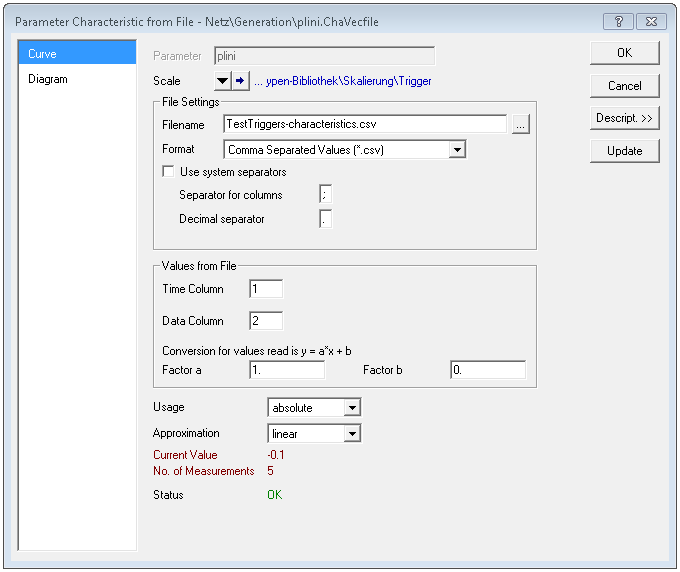 Parameter Characteristic from File - Netz\Generation\plini.ChaVecfile
?
Curve
Diagram
Parameter plini
Scale ... ypen-Bibliothek\Skalierung\Trigger
File Settings
Filename TestTriggers-characteristics.csv ...
Format Comma Separated Values (*.csv)
Use system separators
Separator for columns ;
Decimal separator .
Values from File
Time Column 1
Data Column 2
Conversion for values read is y = a*x + b
Factor a 1. Factor b 0.
Usage absolute
Approximation linear
Current Value -0.1
No. of Measurements 5
Status OK
OK
Cancel
Descript. >>
Update